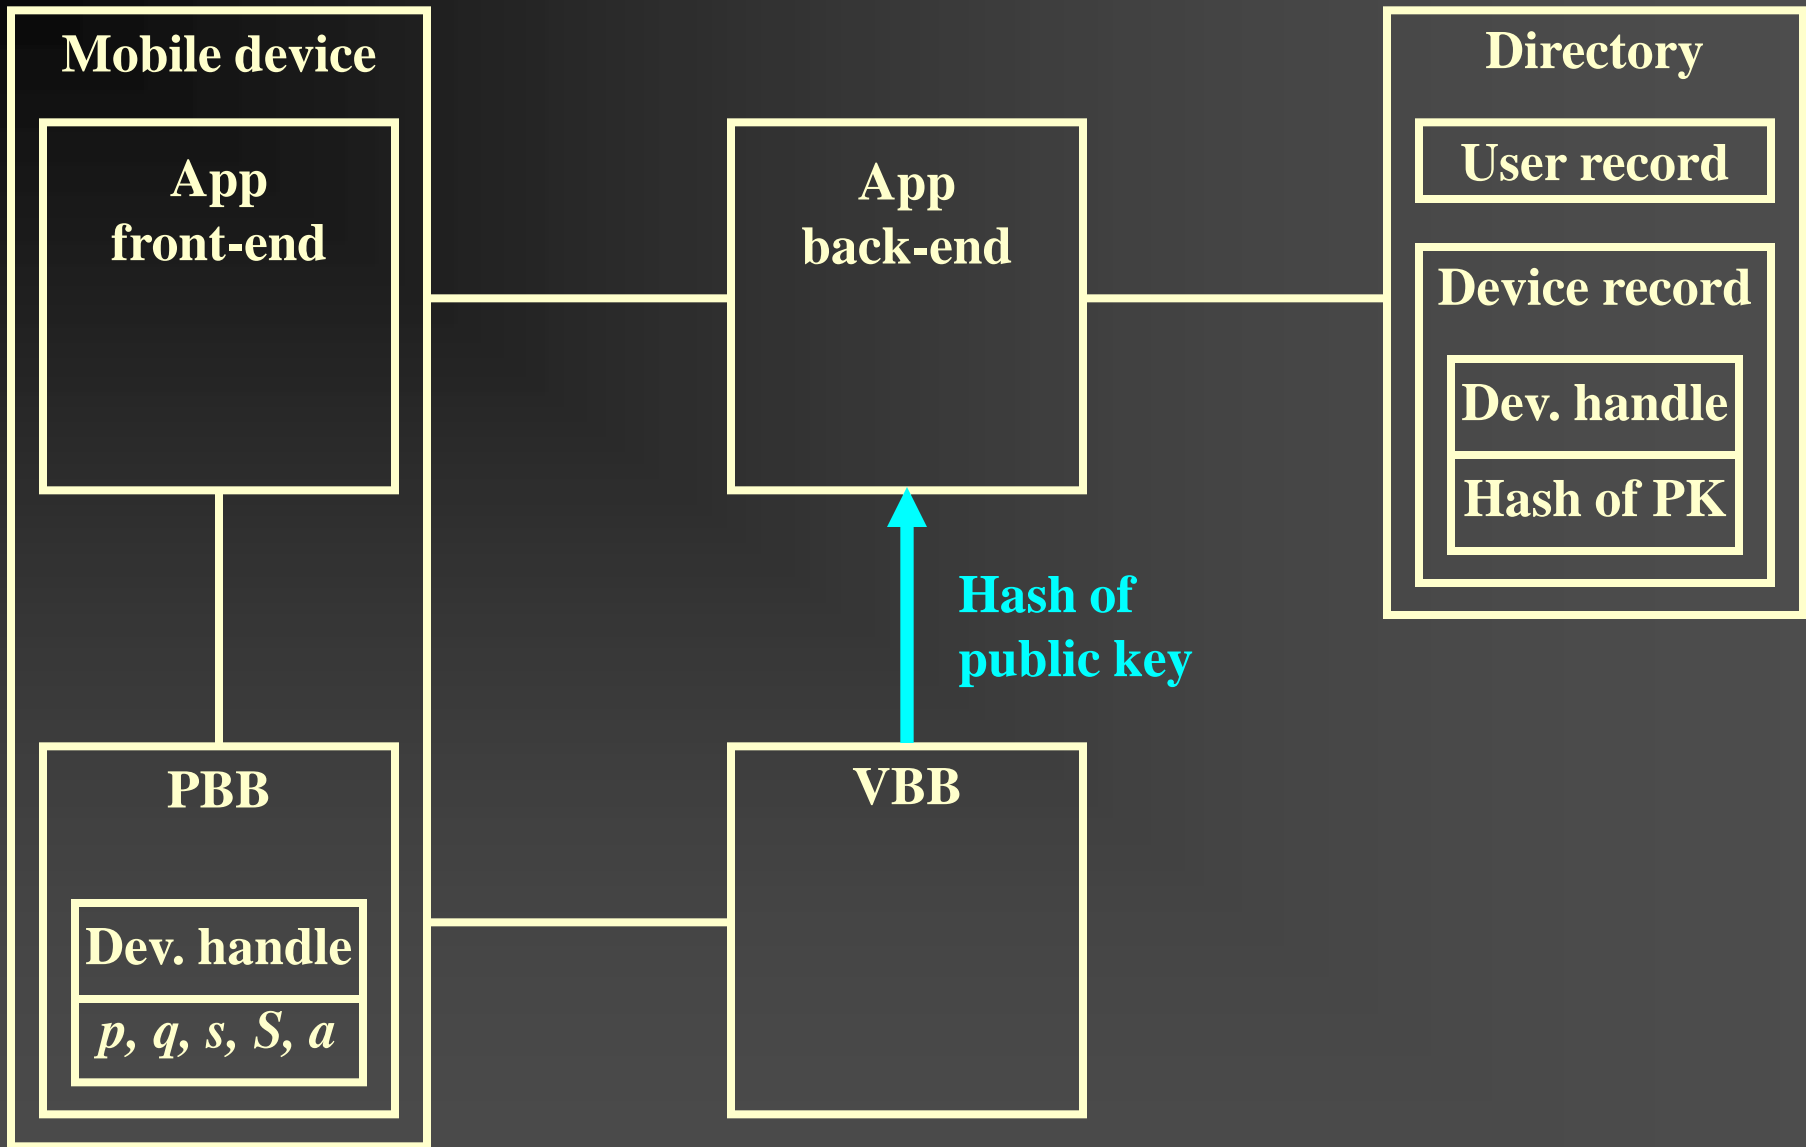 Mobile device
App
front-end
PBB
Dev. handle
p, q, s, S, a
App
back-end
Hash of
public key
VBB
Directory
User record
Device record
Dev. handle
Hash of PK